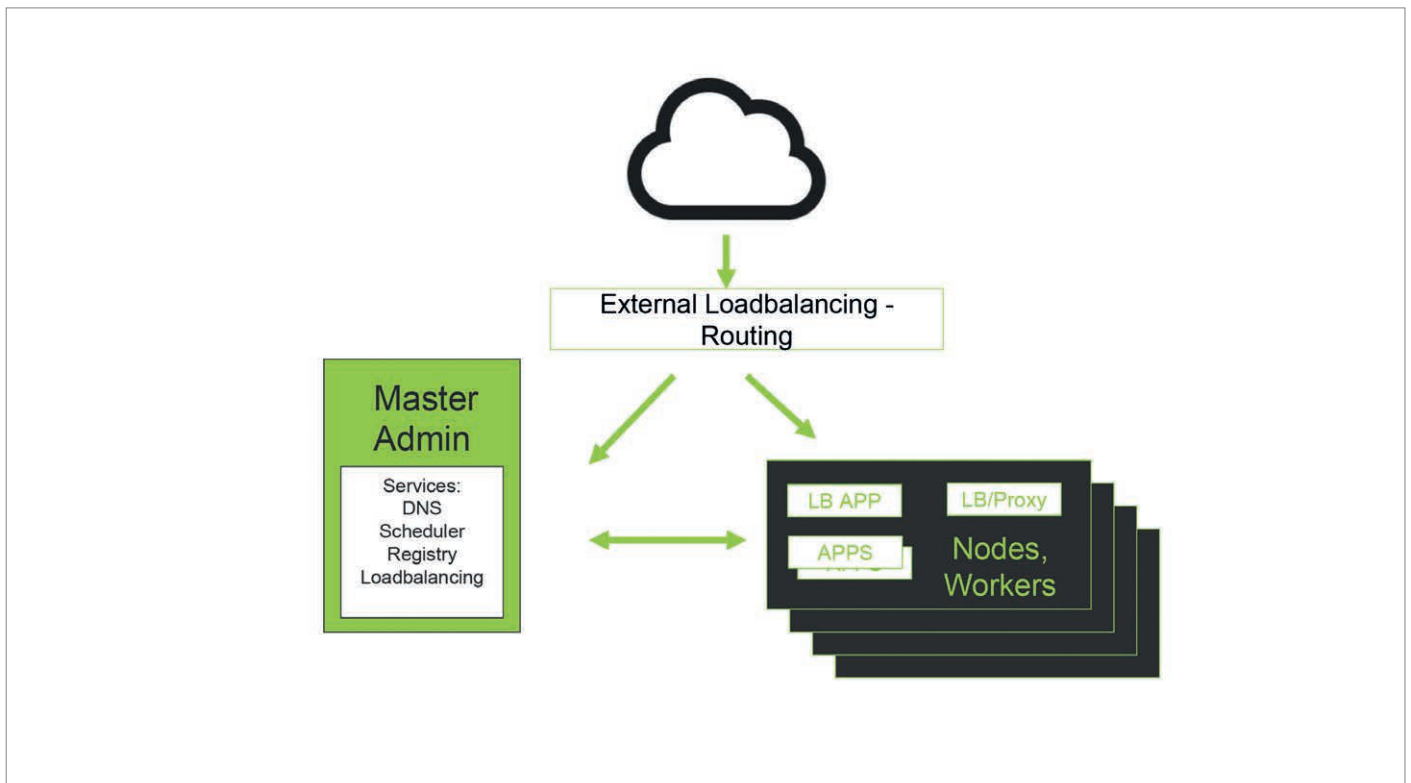 External Loadbalancing -
Routing
Master
Admin
Services:
DNS
Scheduler
Registry
Loadbalancing
LB APP
LB/Proxy
APPS
Nodes,
Workers